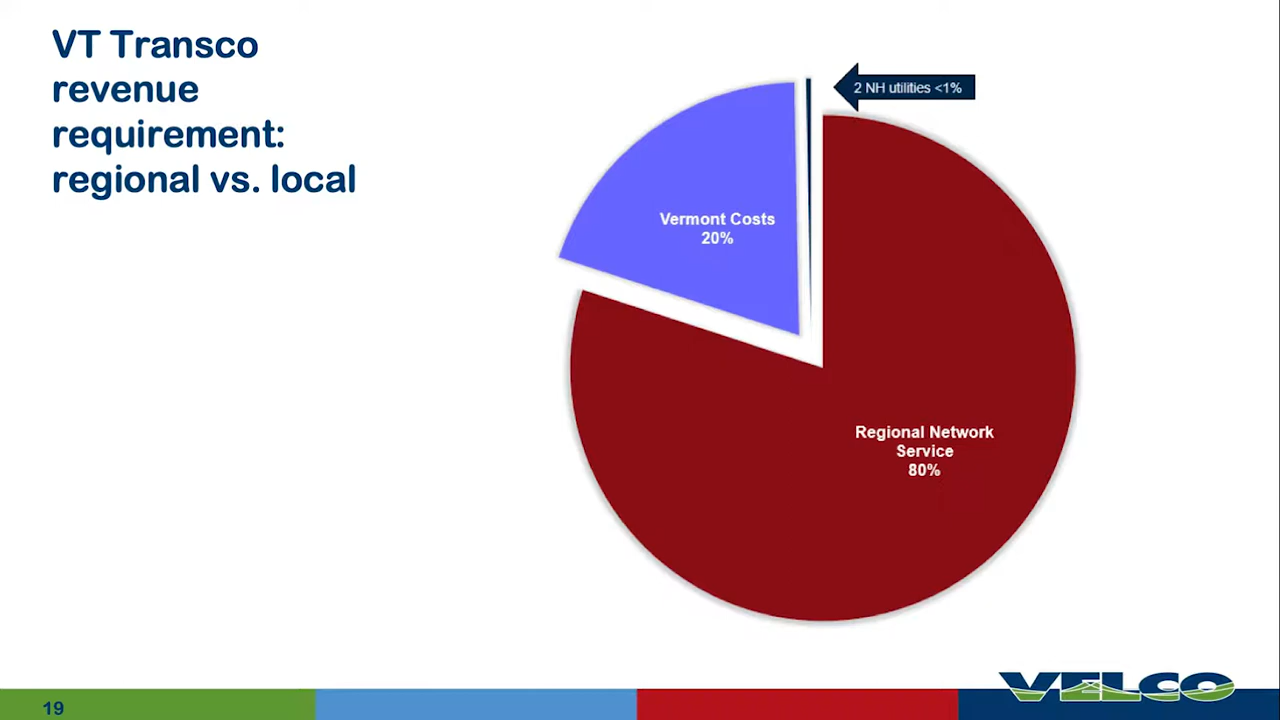 VT Transco
revenue
requirement:
regional vs. local
2 NH utilities <1%
Vermont Costs
20%
Regional Network
Service
80%
VELCO
19